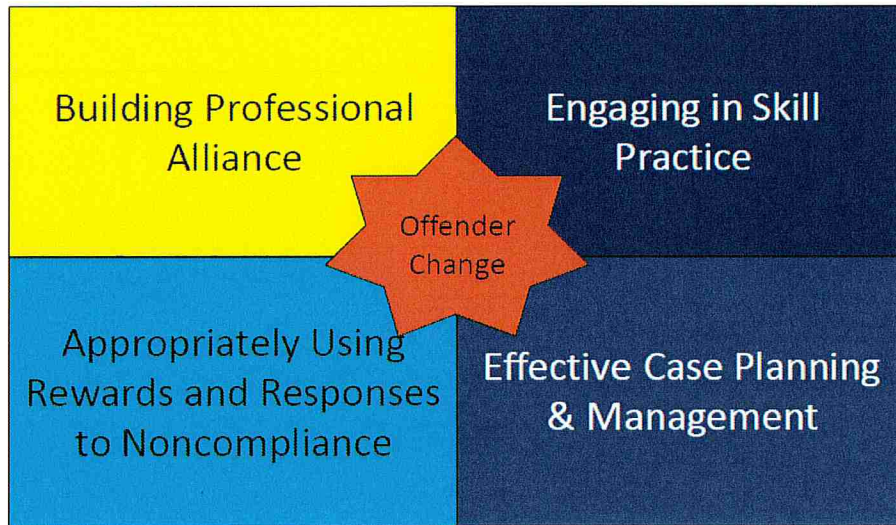 Building Professional
Alliance
Engaging in Skill
Practice
Offender
Change
Appropriately Using
Rewards and Responses
to Noncompliance
Effective Case Planning
& Management